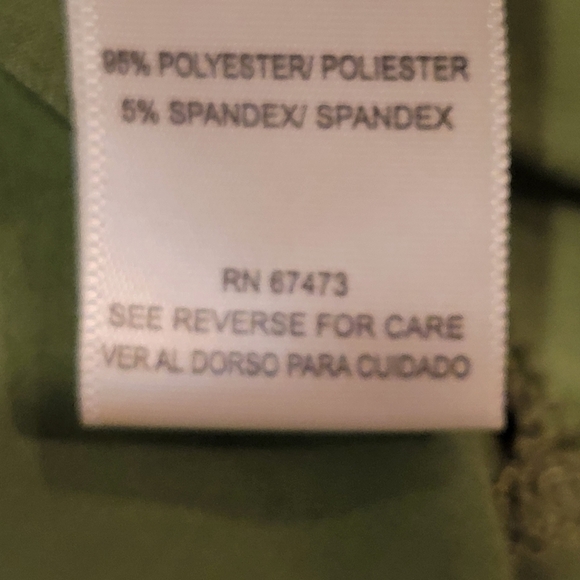 95% POLYESTER/ POLIESTER
5% SPANDEX/ SPANDEX
RN 67473
SEE REVERSE FOR CARE
VER AL DORSO PARA CUIDADO